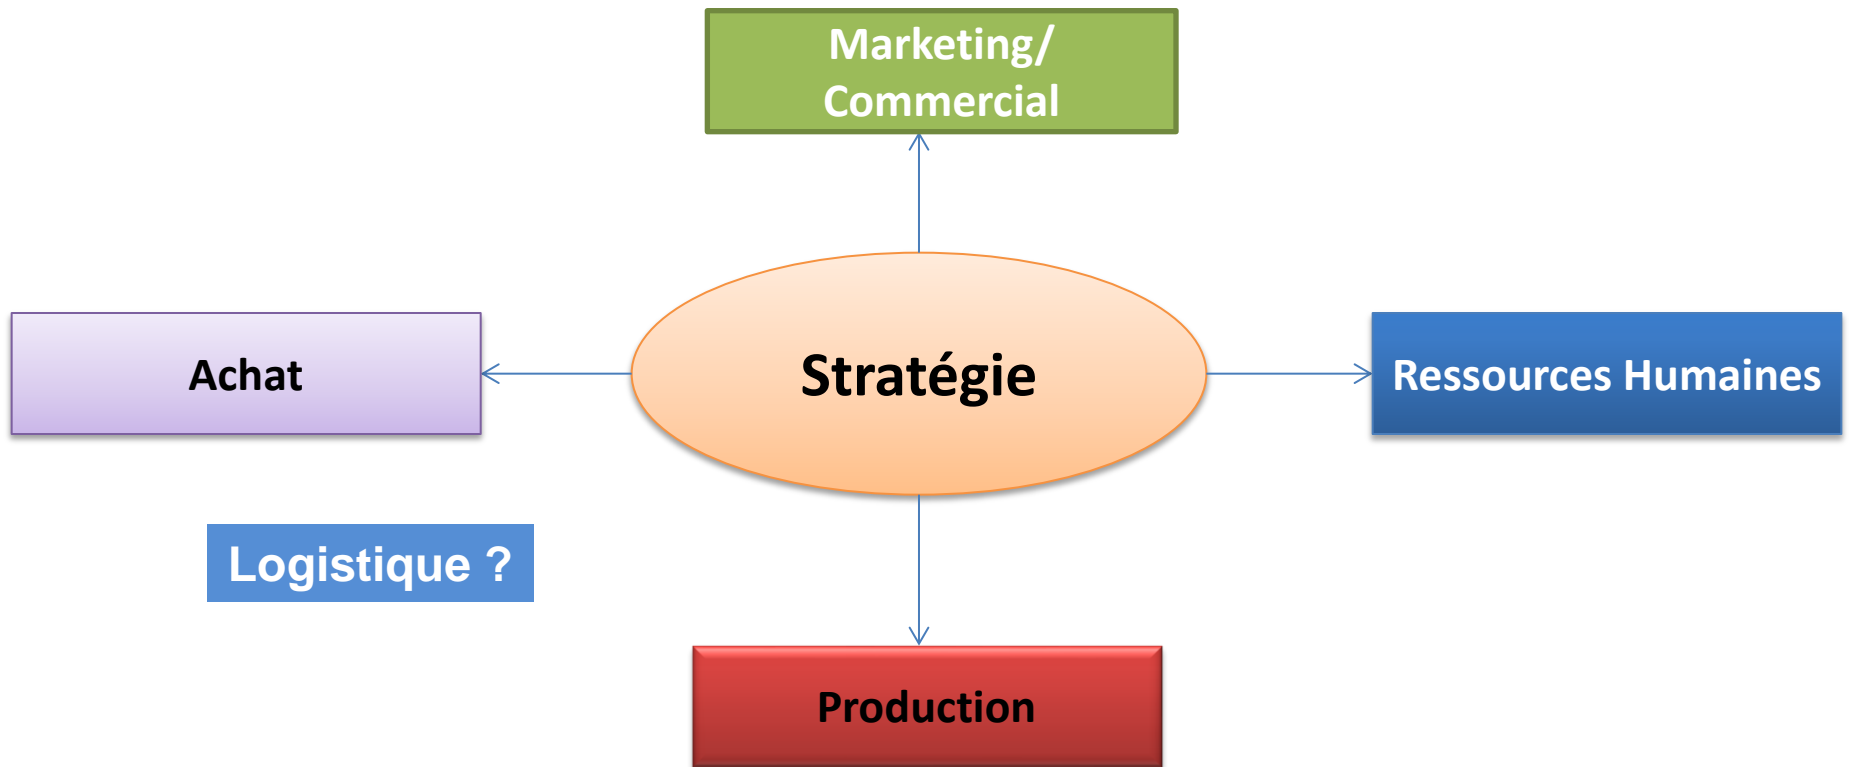 Marketing/
Commercial
Achat
Stratégie
Ressources Humaines
Logistique ?
Production